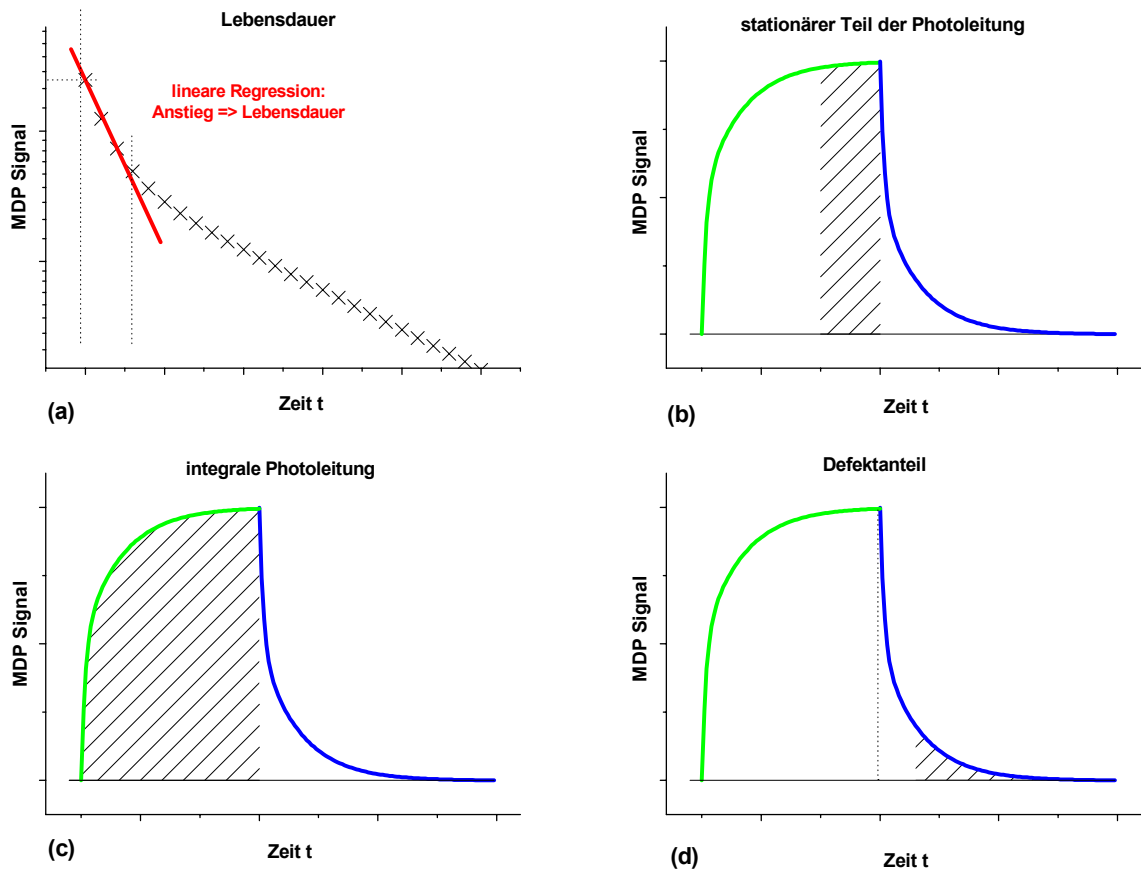 Lebensdauer
lineare Regression:
Anstieg => Lebensdauer
MDP Signal
Zeit t
(a)
stationärer Teil der Photoleitung
MDP Signal
Zeit t
(b)
integrale Photoleitung
MDP Signal
Zeit t
(c)
Defektanteil
MDP Signal
Zeit t
(d)